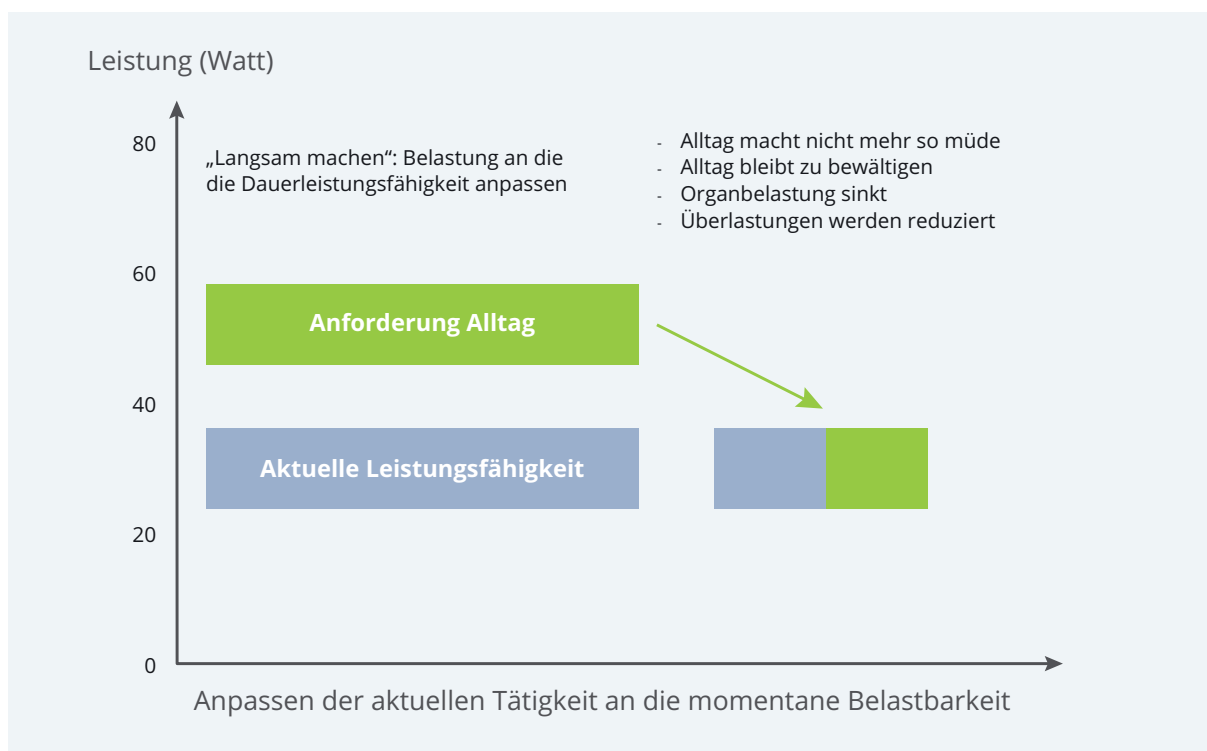 Leistung (Watt)
80
„Langsam machen“: Belastung an die
die Dauerleistungsfähigkeit anpassen
- Alltag macht nicht mehr so müde
- Alltag bleibt zu bewältigen
- Organbelastung sinkt
- Überlastungen werden reduziert
60
Anforderung Alltag
40
Aktuelle Leistungsfähigkeit
20
0
Anpassen der aktuellen Tätigkeit an die momentane Belastbarkeit